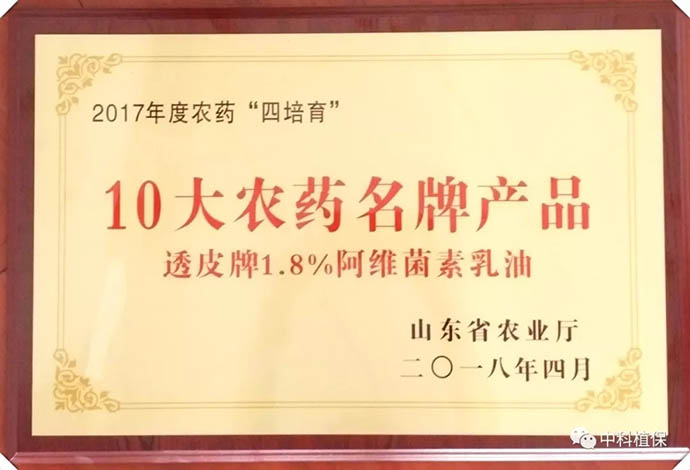 2017年度农药“四培育”
10大农药名牌产品
透皮牌1.8%阿维菌素乳油
山东省农业厅
二〇一八年四月
中科植保